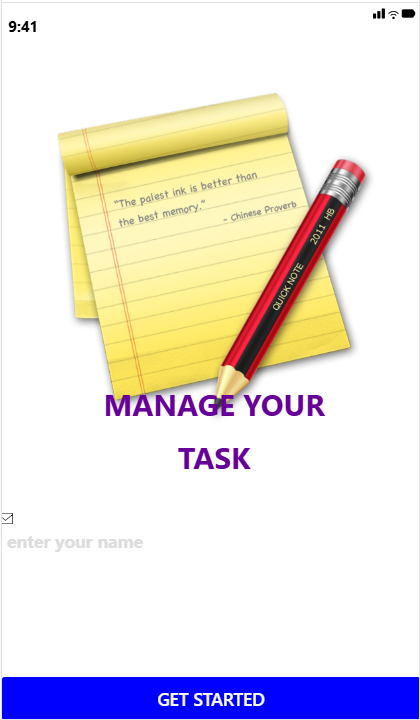 9:41
"The palest ink is better than
the best memory."
~ Chinese Proverb
QUICK NOTE 2011 HB
MANAGE YOUR
TASK
enter your name
GET STARTED